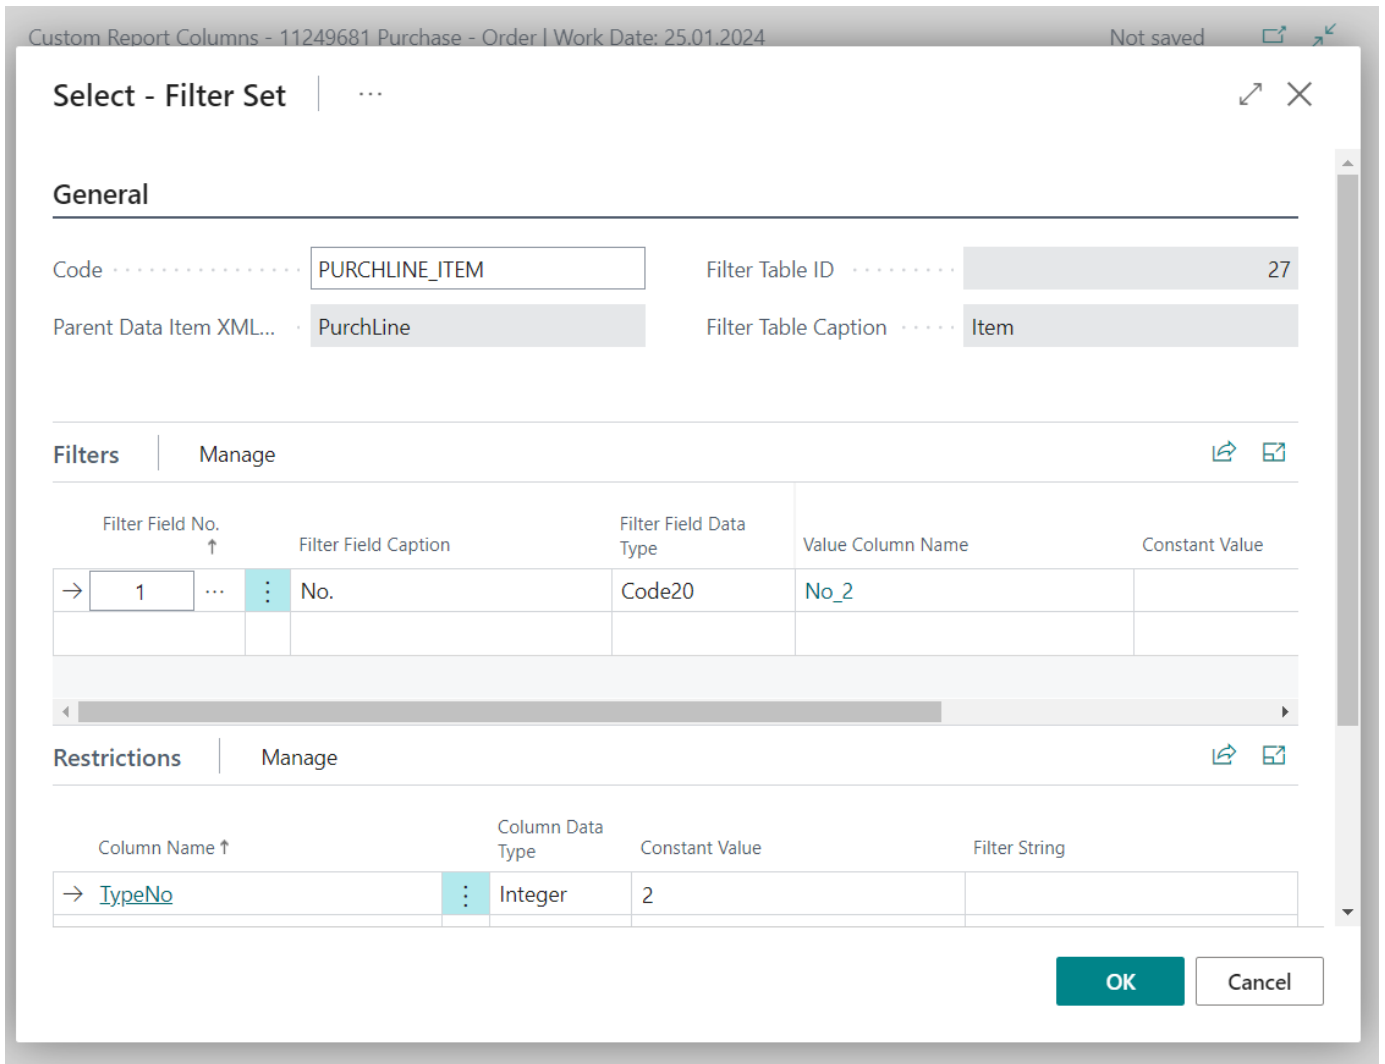 Custom Report Columns - 11249681 Purchase - Order | Work Date: 25.01.2024 Not saved
Select - Filter Set ...
General
Code PURCHLINE_ITEM Filter Table ID 27
Parent Data Item XML... PurchLine Filter Table Caption Item
Filters Manage
Filter Field No. Filter Field Caption Filter Field Data Type Value Column Name Constant Value
1 ... No. Code20 No_2
Restrictions Manage
Column Name Column Data Type Constant Value Filter String
TypeNo Integer 2
OK Cancel